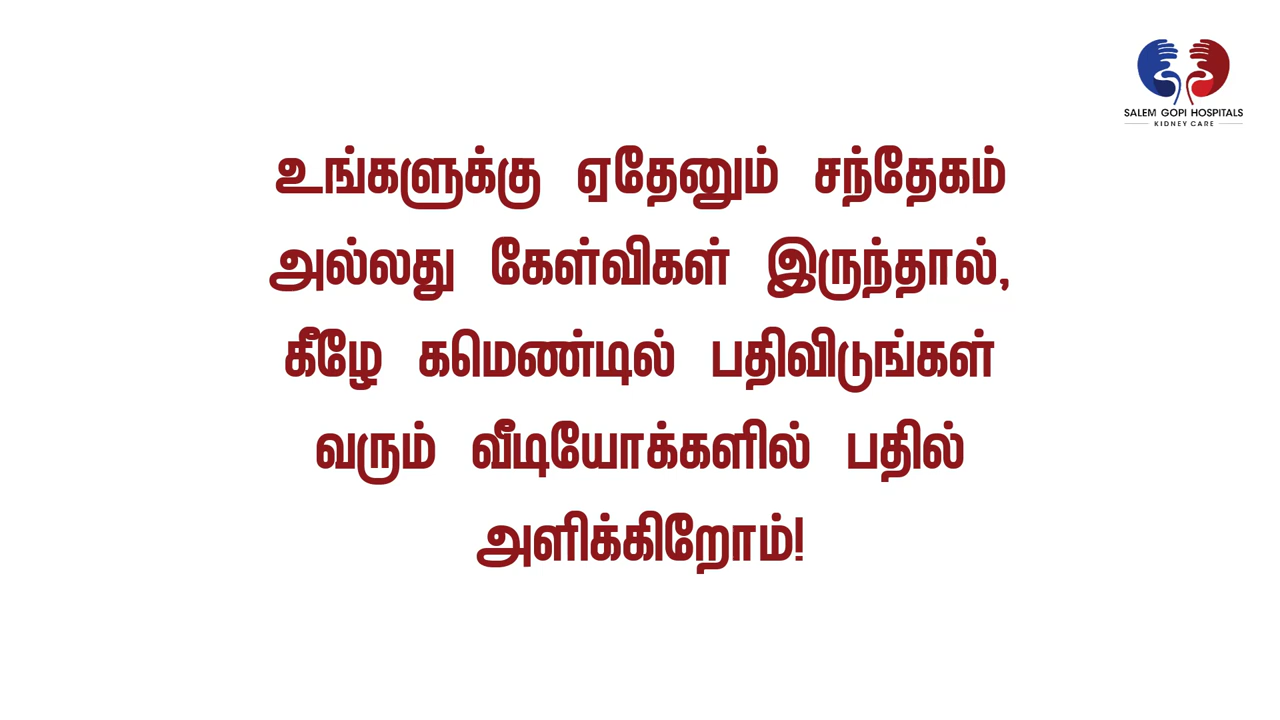 SALEM GOPI HOSPITALS
KIDNEY CARE
உங்களுக்கு ஏதேனும் சந்தேகம்
அல்லது கேள்விகள் இருந்தால்,
கீழே கமெண்டில் பதிவிடுங்கள்
வரும் வீடியோக்களில் பதில்
அளிக்கிறோம்!